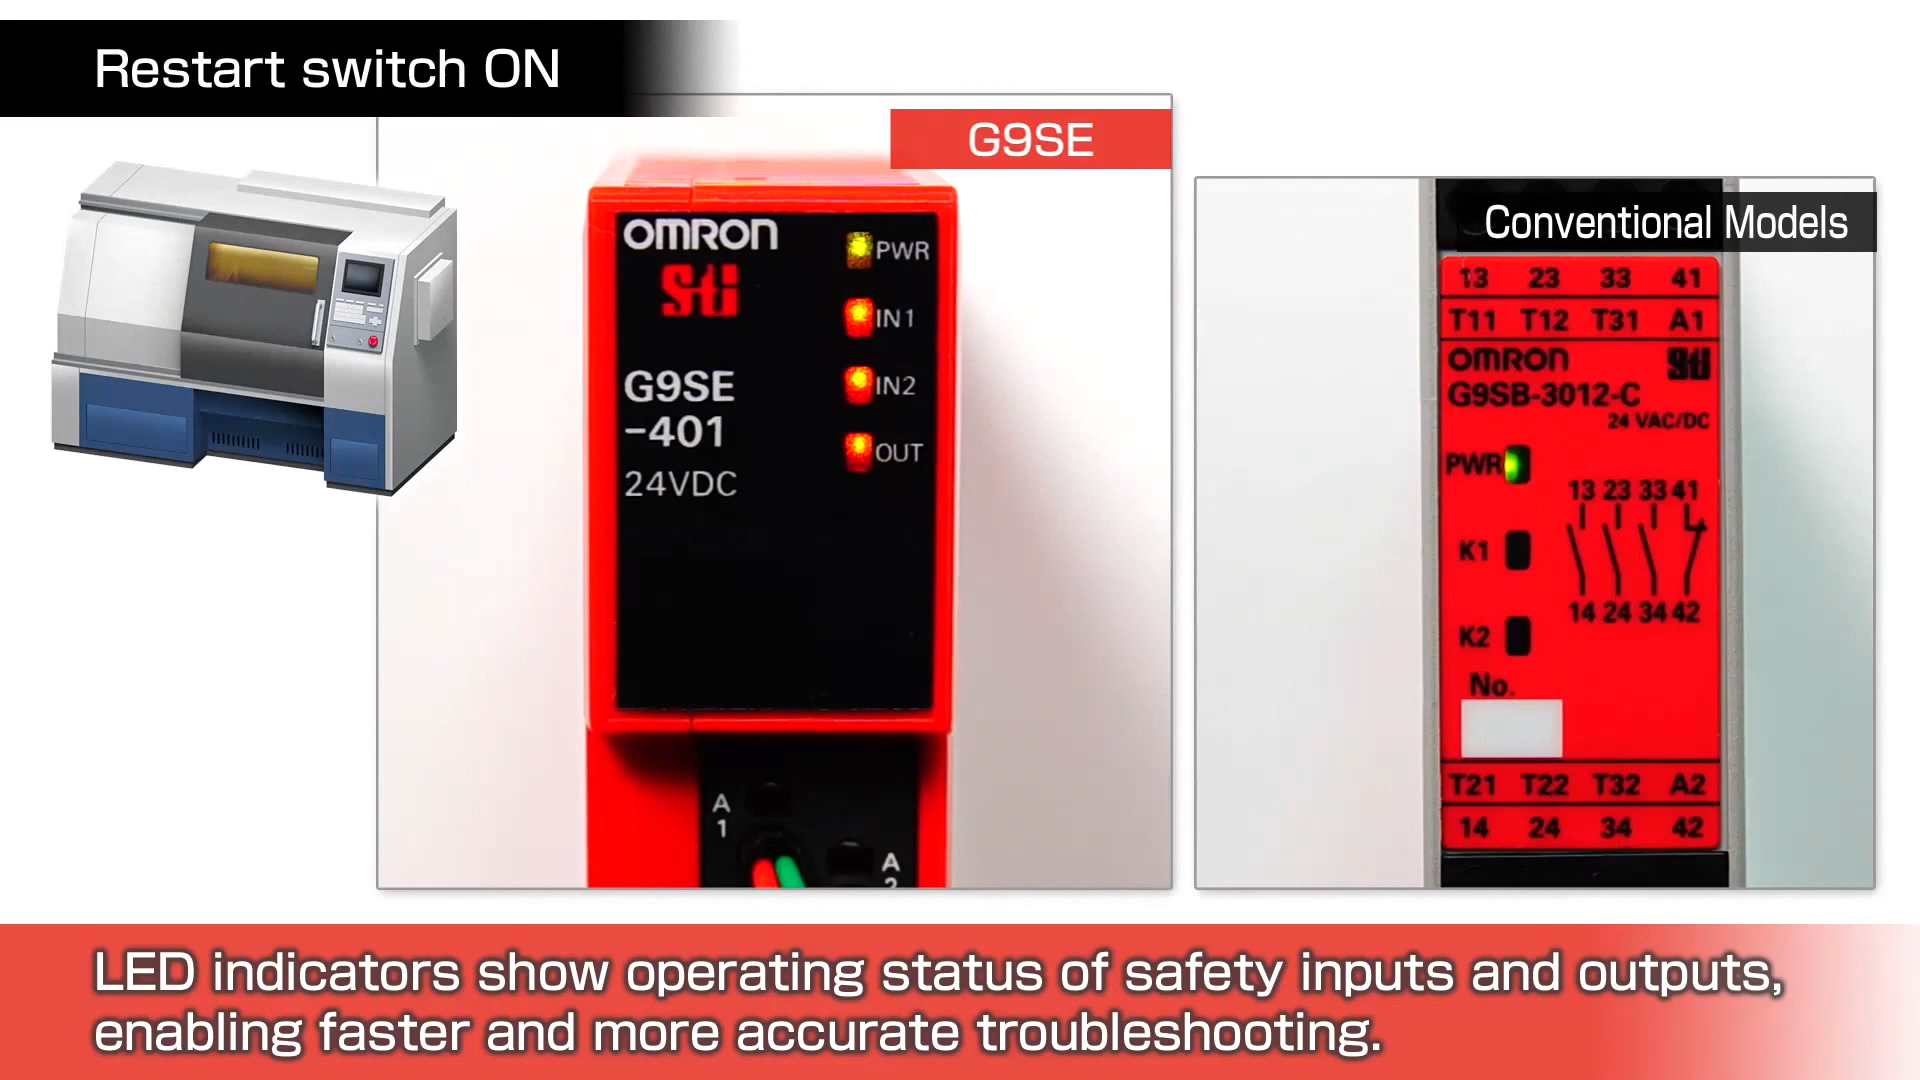 Restart switch ON
G9SE
OMRON
Sti
G9SE
-401
24VDC
PWR
IN1
IN2
OUT
A
1
A
2
Conventional Models
13 23 33 41
T11 T12 T31 A1
OMRON Sti
G9SB-3012-C
24 VAC/DC
PWR
K1
K2
13 23 33 41
14 24 34 42
No.
T21 T22 T32 A2
14 24 34 42
LED indicators show operating status of safety inputs and outputs,
enabling faster and more accurate troubleshooting.